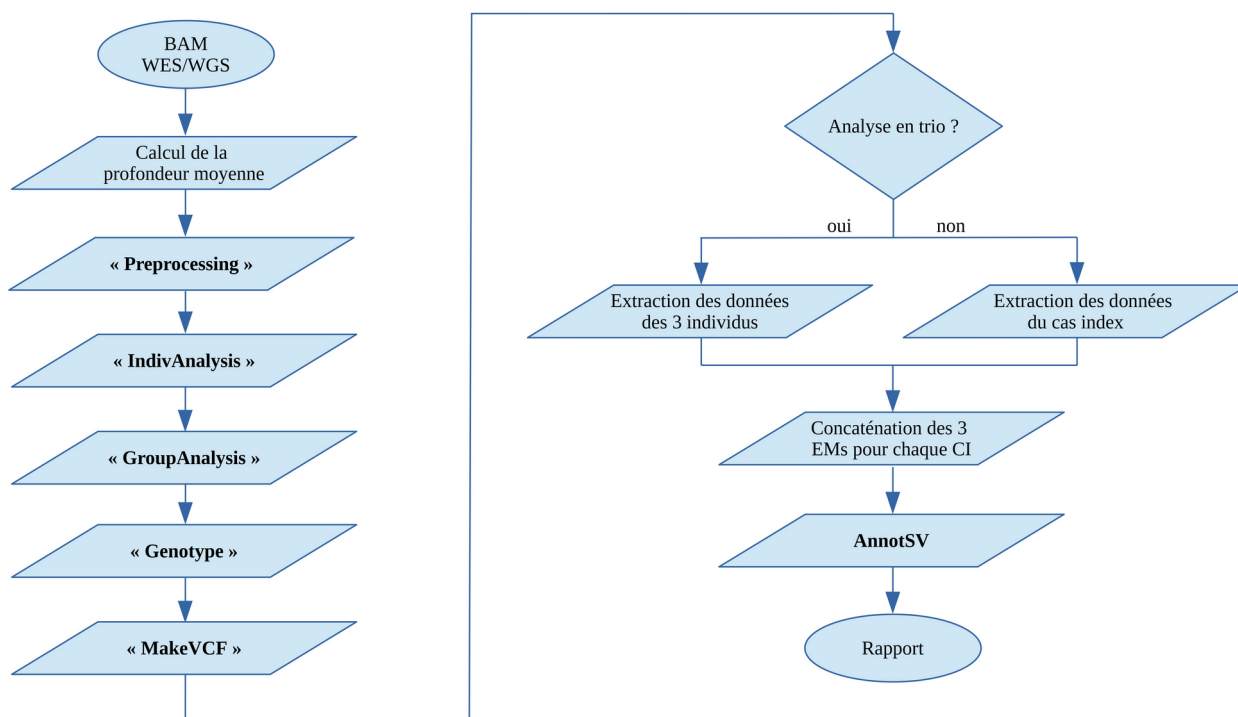 BAM
WES/WGS
Calcul de la
profondeur moyenne
« Preprocessing »
« IndivAnalysis »
« GroupAnalysis »
« Genotype »
« MakeVCF »
Analyse en trio ?
oui
non
Extraction des données
des 3 individus
Extraction des données
du cas index
Concaténation des 3
EMs pour chaque CI
AnnotSV
Rapport